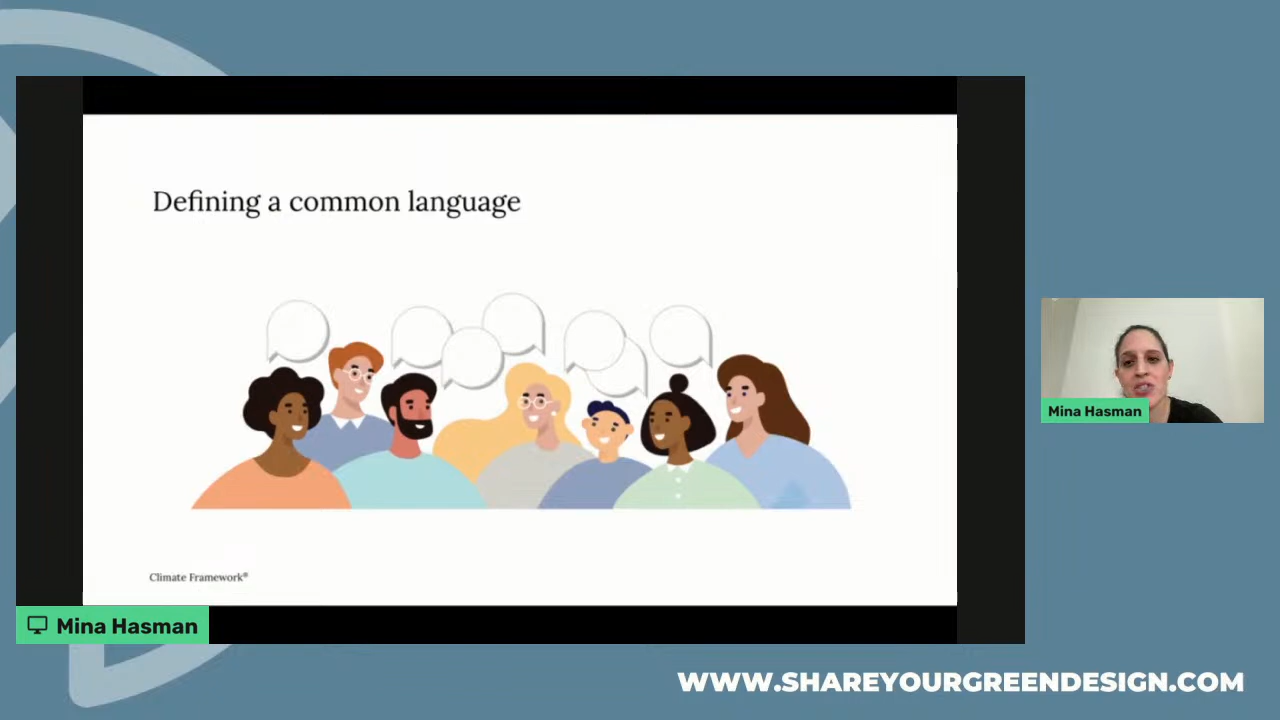 Defining a common language
Climate Framework®
Mina Hasman
Mina Hasman
WWW.SHAREYOURGREENDESIGN.COM